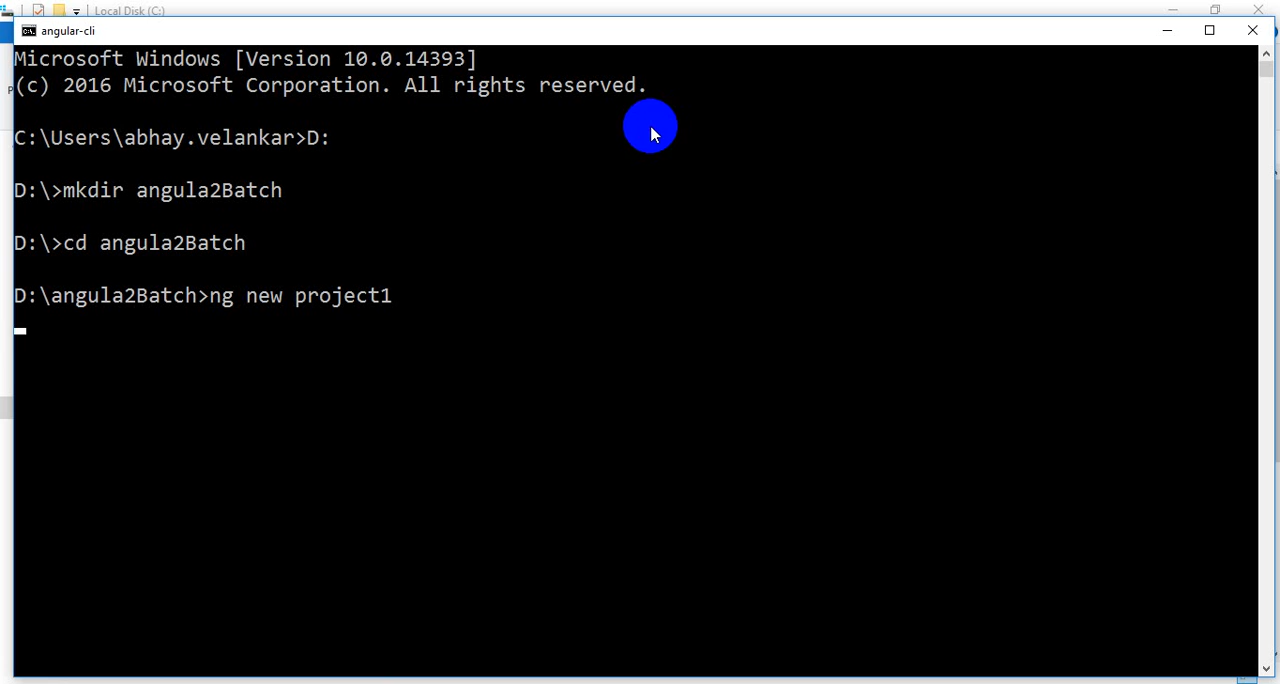 Local Disk (C:)
angular-cli
Microsoft Windows [Version 10.0.14393]
(c) 2016 Microsoft Corporation. All rights reserved.
C:\Users\abhay.velankar>D:
D:\>mkdir angula2Batch
D:\>cd angula2Batch
D:\angula2Batch>ng new project1